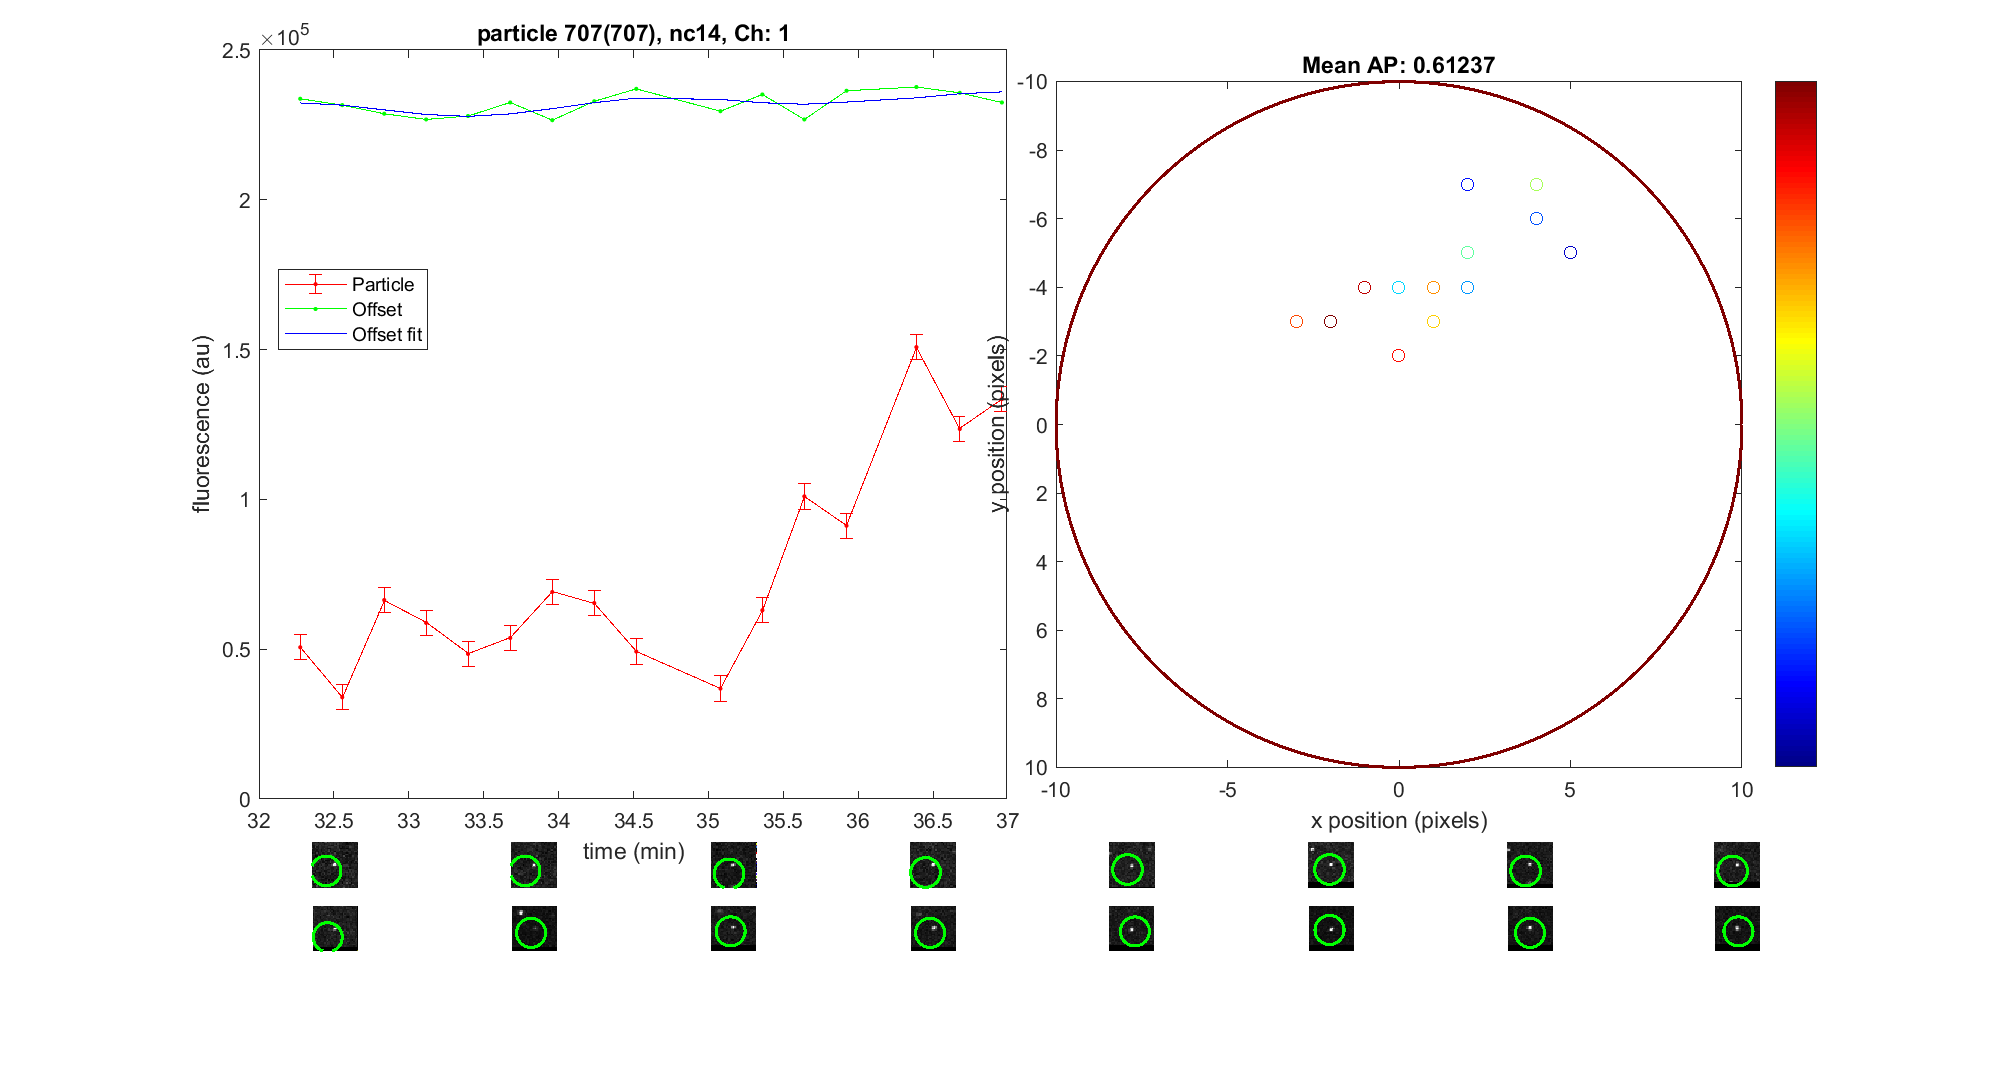 particle 707(707), nc14, Ch: 1
×10⁵
2.5
2
1.5
1
0.5
0
fluorescence (au)
Particle
Offset
Offset fit
32 32.5 33 33.5 34 34.5 35 35.5 36 36.5 37
time (min)
Mean AP: 0.61237
-10
-8
-6
-4
-2
0
2
4
6
8
10
y position (pixels)
-10 -5 0 5 10
x position (pixels)